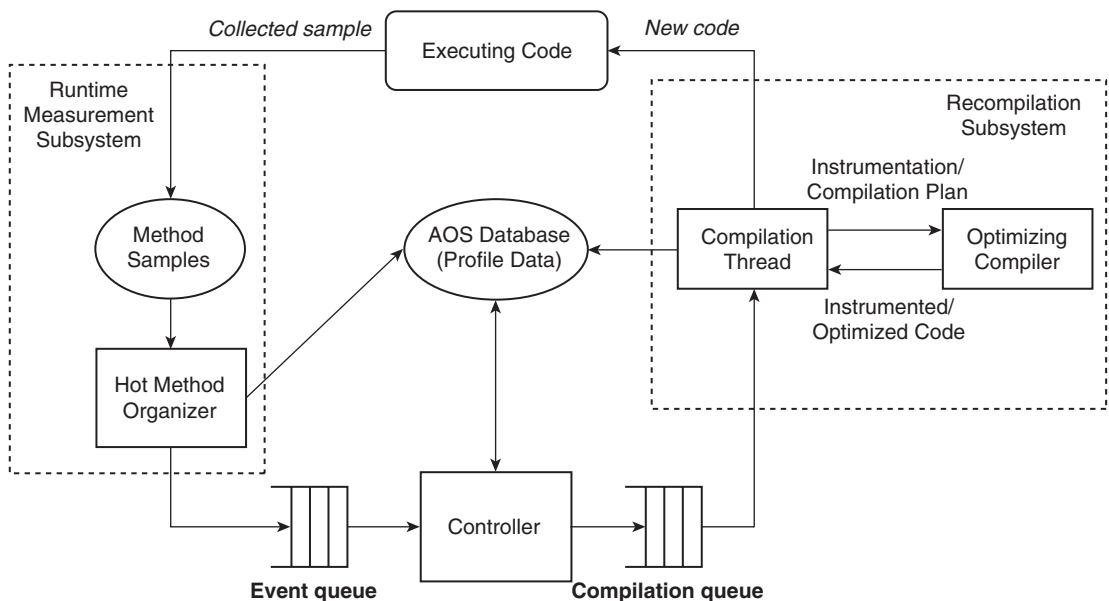 Collected sample
Executing Code
New code
Runtime
Measurement
Subsystem
Recompilation
Subsystem
Instrumentation/
Compilation Plan
Method
Samples
AOS Database
(Profile Data)
Compilation
Thread
Optimizing
Compiler
Instrumented/
Optimized Code
Hot Method
Organizer
Controller
Event queue
Compilation queue